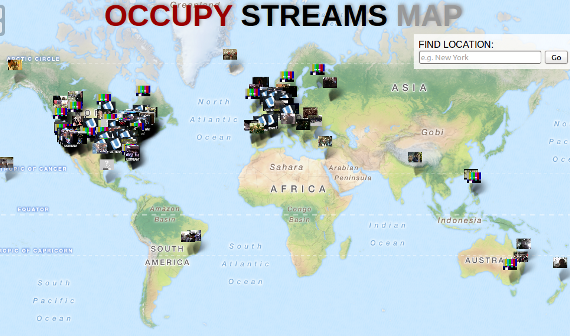 OCCUPY STREAMS MAP
Greenland
FIND LOCATION:
e.g. New York
Go
ARCTIC CIRCLE
ASIA
North
Atlantic
Ocean
Gobi
Sahara
Arabian
Peninsula
TROPIC OF CANCER
AFRICA
EQUATOR
Amazon
Basin
Congo
Basin
Indonesia
Indian
Ocean
SOUTH
AMERICA
TROPIC OF CAPRICORN
South
Atlantic
Ocean
AUSTRA
South
Pacific
Ocean